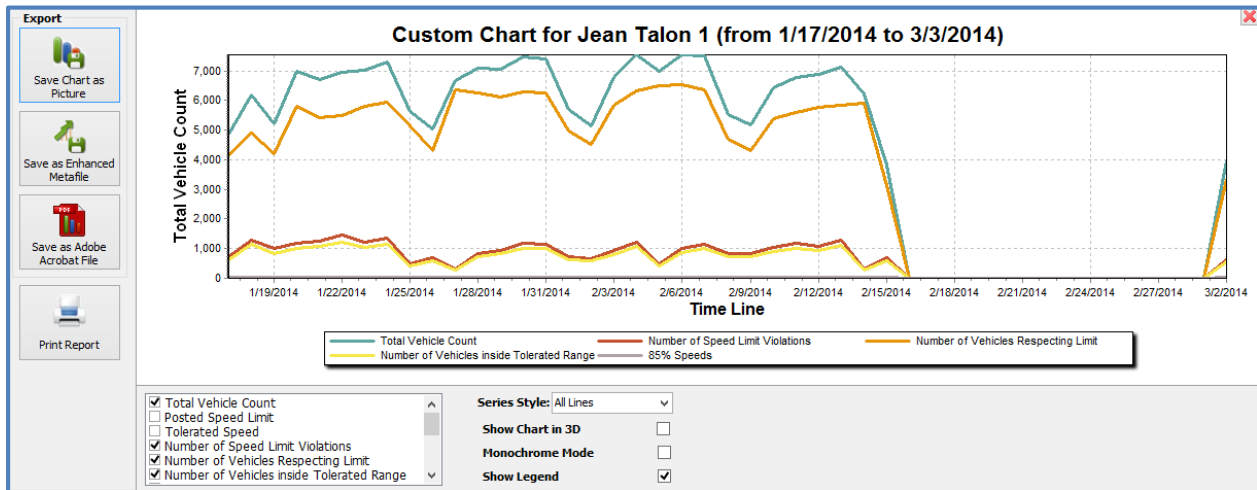 Export
Save Chart as
Picture
Save as Enhanced
Metafile
PDF
Save as Adobe
Acrobat File
Print Report
Custom Chart for Jean Talon 1 (from 1/17/2014 to 3/3/2014)
Total Vehicle Count
7,000
6,000
5,000
4,000
3,000
2,000
1,000
0
1/19/2014 1/22/2014 1/25/2014 1/28/2014 1/31/2014 2/3/2014 2/6/2014 2/9/2014 2/12/2014 2/15/2014 2/18/2014 2/21/2014 2/24/2014 2/27/2014 3/2/2014
Time Line
Total Vehicle Count Number of Speed Limit Violations Number of Vehicles Respecting Limit
Number of Vehicles inside Tolerated Range 85% Speeds
Total Vehicle Count
Posted Speed Limit
Tolerated Speed
Number of Speed Limit Violations
Number of Vehicles Respecting Limit
Number of Vehicles inside Tolerated Range
Series Style: All Lines
Show Chart in 3D
Monochrome Mode
Show Legend